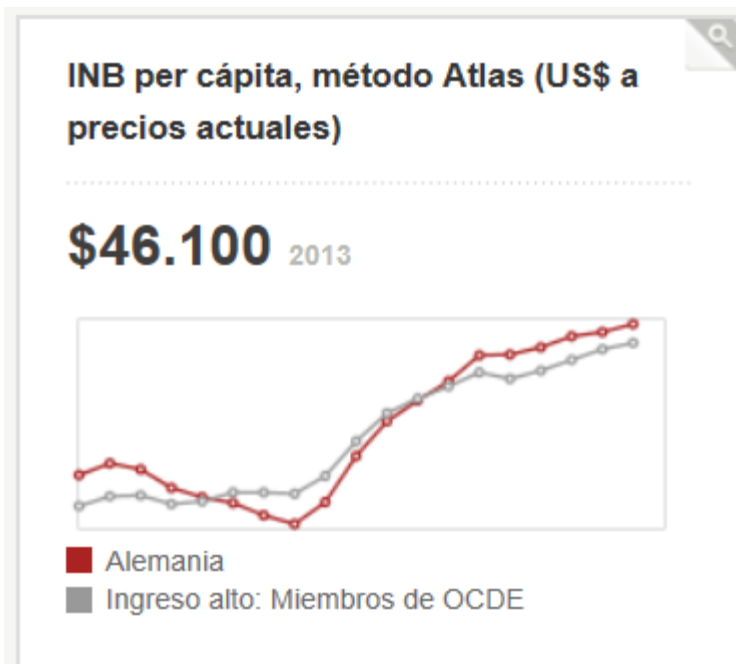 INB per cápita, método Atlas (US$ a
precios actuales)
$46.100 2013
Alemania
Ingreso alto: Miembros de OCDE